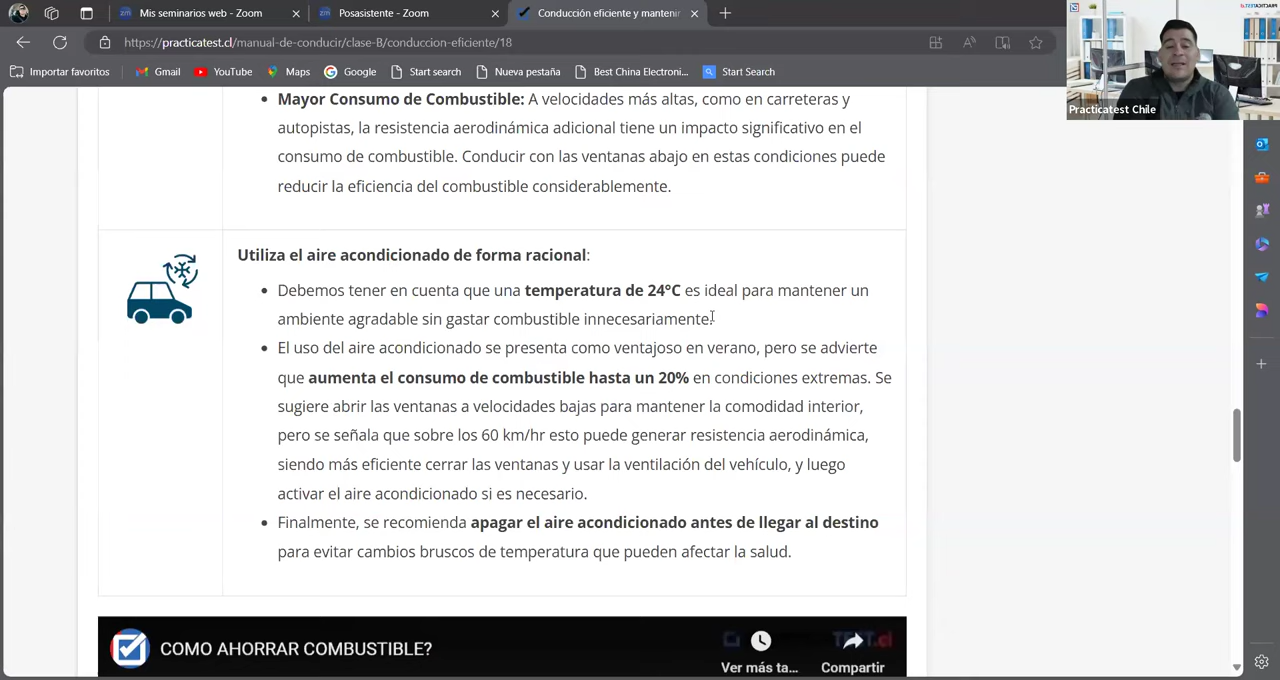 Mis seminarios web - Zoom
Posasistente - Zoom
Conducción eficiente y mantenir
https://practicatest.cl/manual-de-conducir/clase-B/conduccion-eficiente/18
Importar favoritos
Gmail
YouTube
Maps
Google
Start search
Nueva pestaña
Best China Electroni...
Start Search
Practicatest Chile
• Mayor Consumo de Combustible: A velocidades más altas, como en carreteras y
autopistas, la resistencia aerodinámica adicional tiene un impacto significativo en el
consumo de combustible. Conducir con las ventanas abajo en estas condiciones puede
reducir la eficiencia del combustible considerablemente.
Utiliza el aire acondicionado de forma racional:
• Debemos tener en cuenta que una temperatura de 24°C es ideal para mantener un
ambiente agradable sin gastar combustible innecesariamente.
• El uso del aire acondicionado se presenta como ventajoso en verano, pero se advierte
que aumenta el consumo de combustible hasta un 20% en condiciones extremas. Se
sugiere abrir las ventanas a velocidades bajas para mantener la comodidad interior,
pero se señala que sobre los 60 km/hr esto puede generar resistencia aerodinámica,
siendo más eficiente cerrar las ventanas y usar la ventilación del vehículo, y luego
activar el aire acondicionado si es necesario.
• Finalmente, se recomienda apagar el aire acondicionado antes de llegar al destino
para evitar cambios bruscos de temperatura que pueden afectar la salud.
COMO AHORRAR COMBUSTIBLE?
Ver más ta...
Compartir